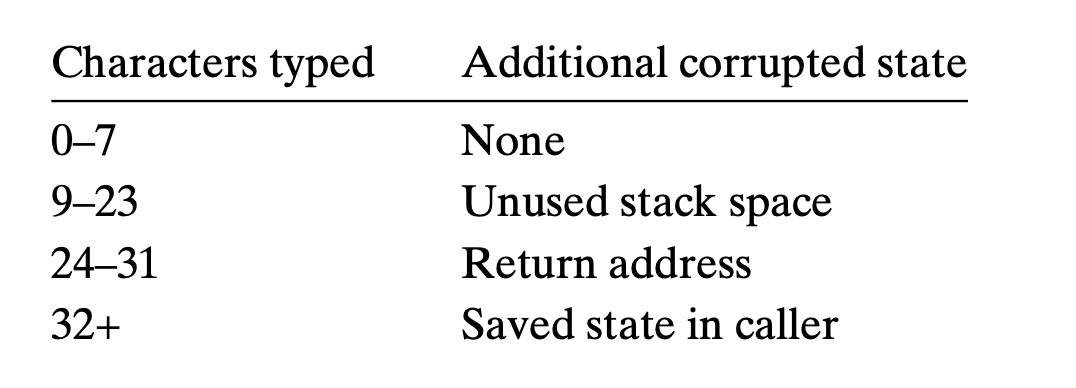 Characters typed Additional corrupted state
0–7 None
9–23 Unused stack space
24–31 Return address
32+ Saved state in caller